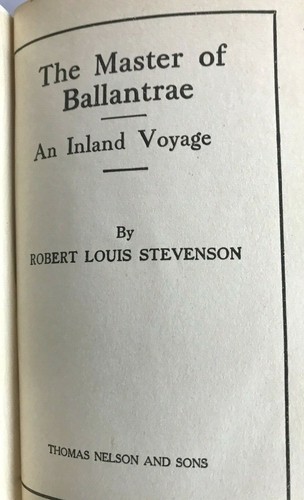 The Master of
Ballantrae
An Inland Voyage
By
ROBERT LOUIS STEVENSON
THOMAS NELSON AND SONS